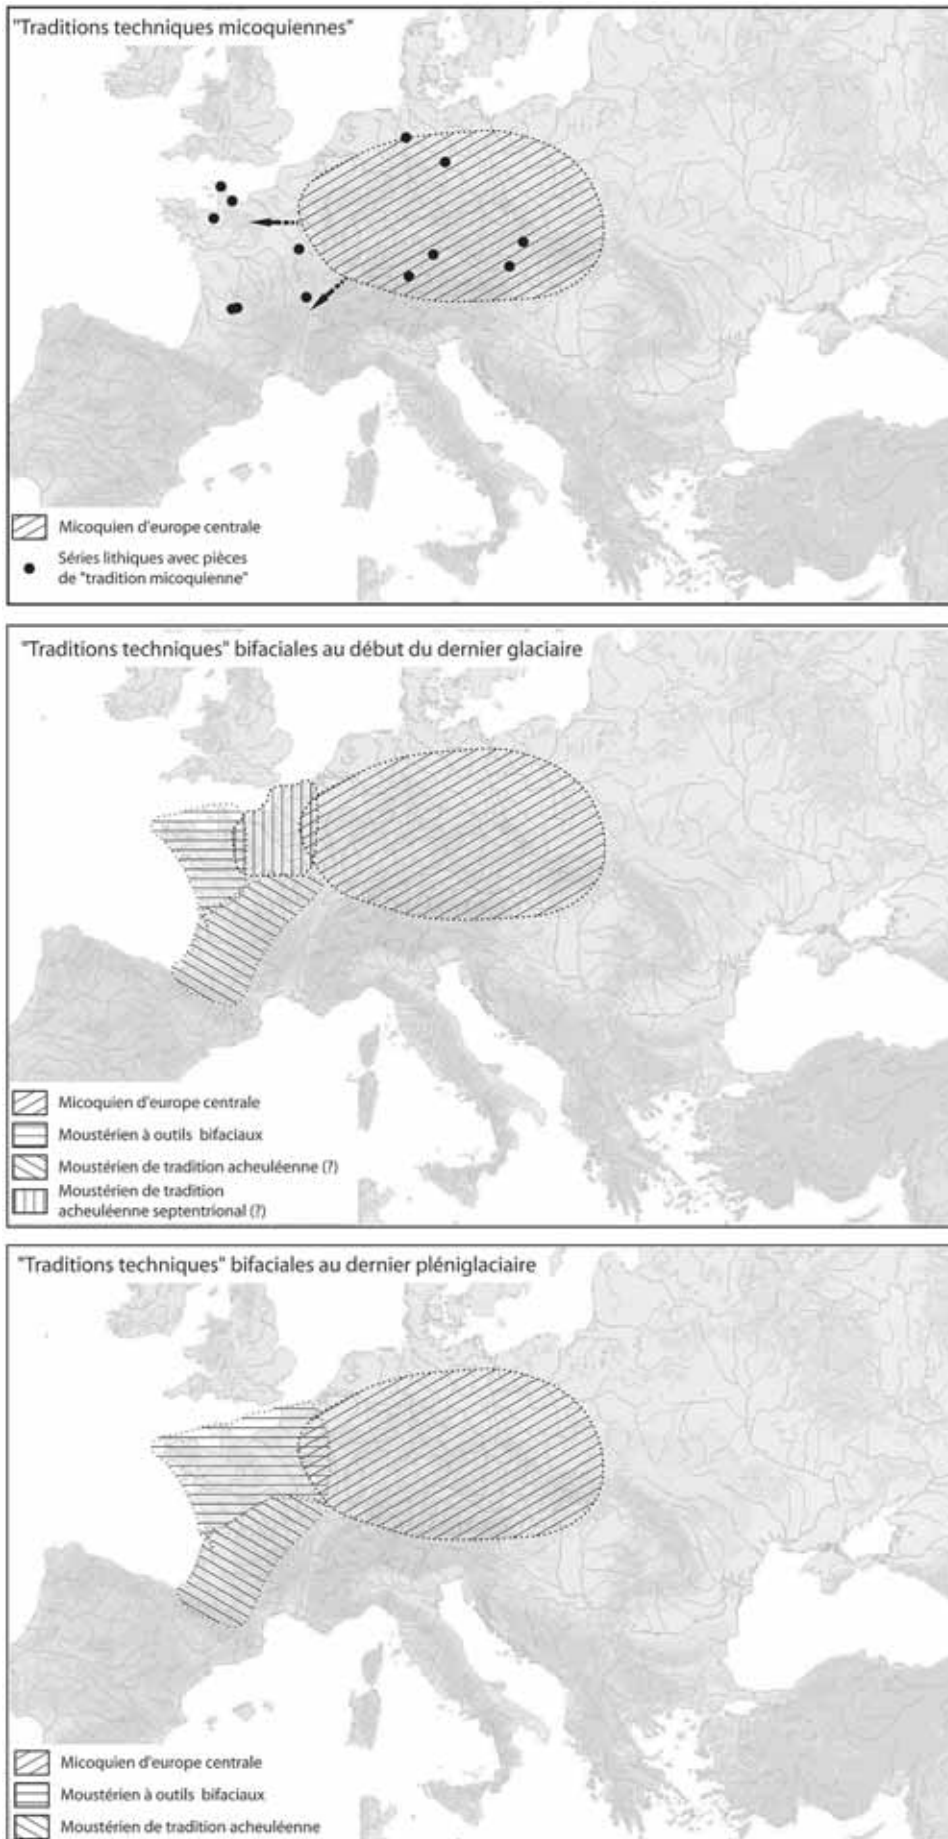 "Traditions techniques micoquiennes"
Micoquien d'europe centrale
Séries lithiques avec pièces
de "tradition micoquienne"
"Traditions techniques" bifaciales au début du dernier glaciaire
Micoquien d'europe centrale
Moustérien à outils bifaciaux
Moustérien de tradition acheuléenne (?)
Moustérien de tradition
acheuléenne septentrional (?)
"Traditions techniques" bifaciales au dernier pléniglaciaire
Micoquien d'europe centrale
Moustérien à outils bifaciaux
Moustérien de tradition acheuléenne